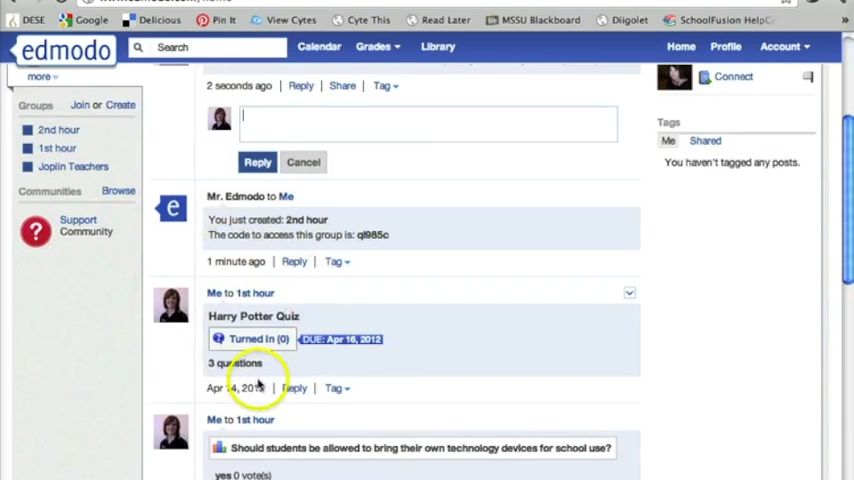 DESE Google Delicious Pin It View Cytes Cyte This Read Later MSSU Blackboard Diigolet SchoolFusion HelpC
edmodo Search Calendar Grades Library Home Profile Account
more
2 seconds ago | Reply | Share | Tag
Connect
Groups Join or Create
2nd hour
1st hour
Joplin Teachers
Communities Browse
Support
Community
Reply Cancel
Tags
Me Shared
You haven't tagged any posts.
e
Mr. Edmodo to Me
You just created: 2nd hour
The code to access this group is: ql985c
1 minute ago | Reply | Tag
Me to 1st hour
Harry Potter Quiz
Turned In (0) DUE: Apr 16, 2012
3 questions
Apr 14, 2012 | Reply | Tag
Me to 1st hour
Should students be allowed to bring their own technology devices for school use?
yes 0 vote(s)